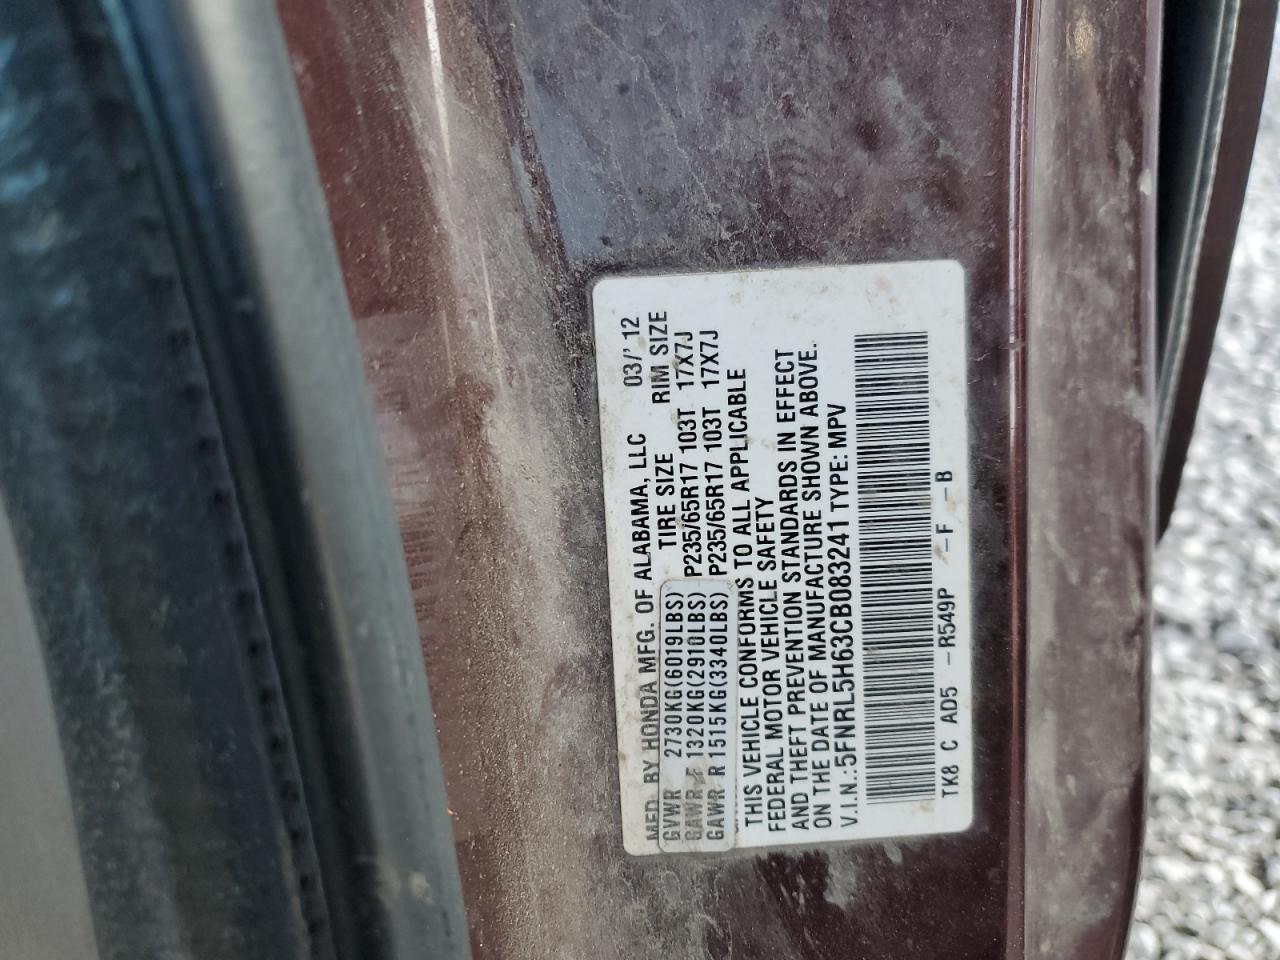 MFD. BY HONDA MFG. OF ALABAMA, LLC 03/' 12
TIRE SIZE RIM SIZE
GVWR 2730KG(6019LBS)
GAWR F 1320KG(2910LBS) P235/65R17 103T 17X7J
GAWR R 1515KG(3340LBS) P235/65R17 103T 17X7J
THIS VEHICLE CONFORMS TO ALL APPLICABLE
FEDERAL MOTOR VEHICLE SAFETY
AND THEFT PREVENTION STANDARDS IN EFFECT
ON THE DATE OF MANUFACTURE SHOWN ABOVE.
V.I.N.:5FNRL5H63CB083241 TYPE: MPV
TK8 C AD5 -R549P -F -B